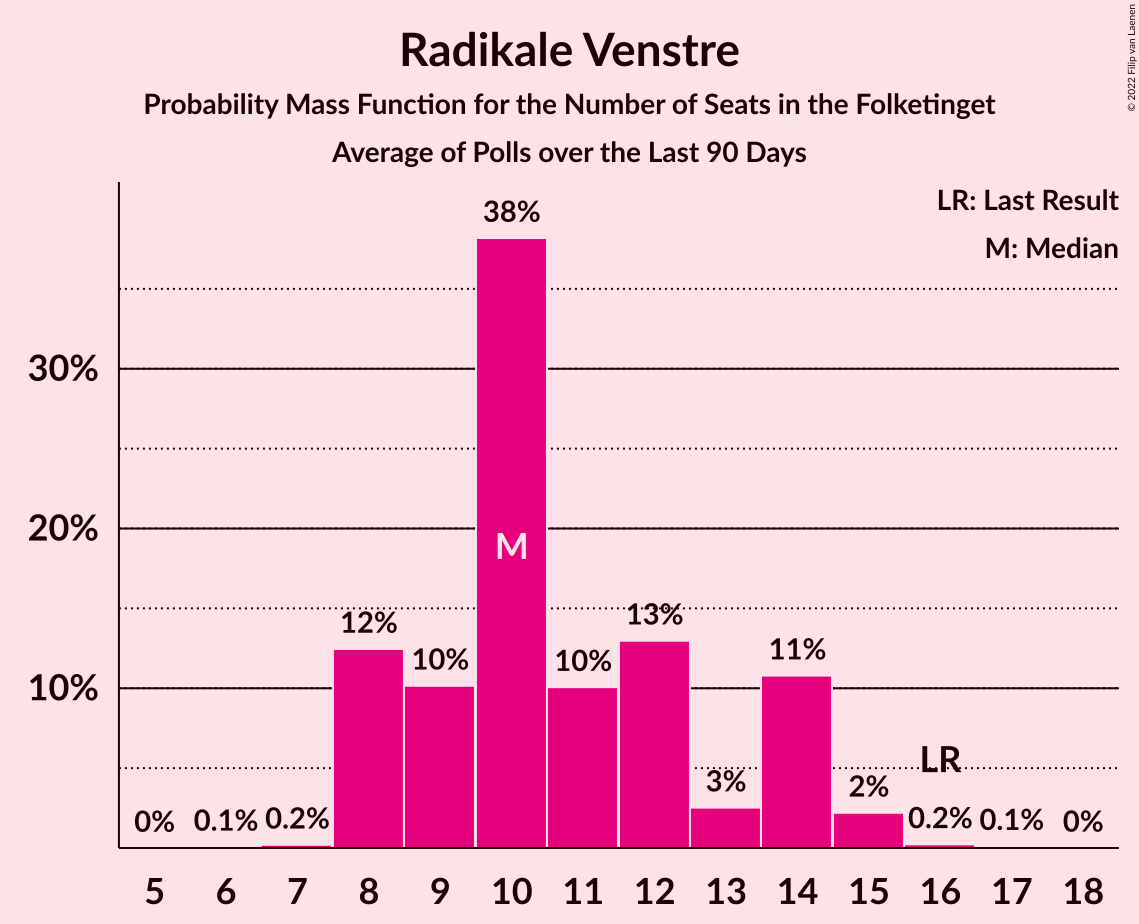 Radikale Venstre
Probability Mass Function for the Number of Seats in the Folketinget
Average of Polls over the Last 90 Days
© 2022 Filip van Laenen
LR: Last Result
M: Median
38%
30%
20%
M
13%
12%
11%
10%
10%
10%
LR
3%
2%
0%
0.1%
0.2%
0.2%
0.1%
0%
5 6 7 8 9 10 11 12 13 14 15 16 17 18